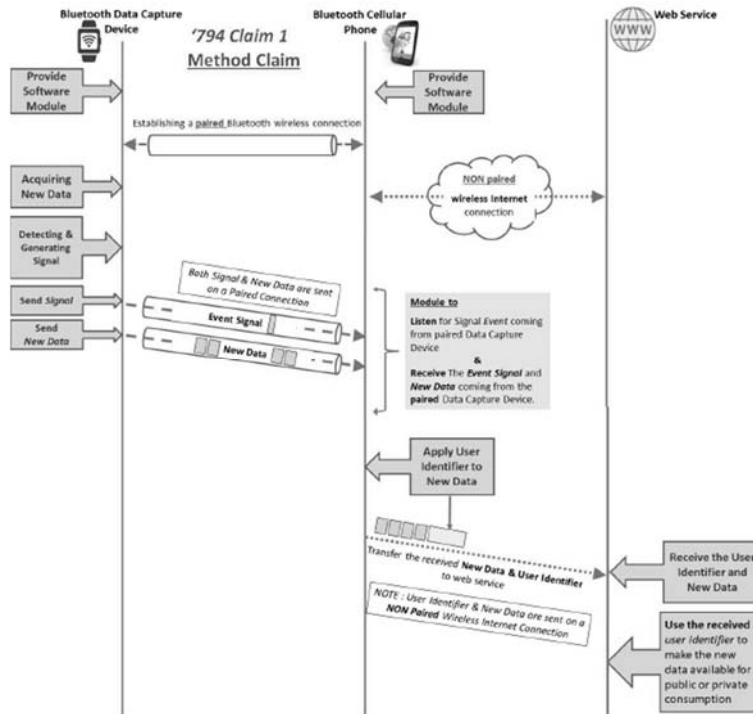 Bluetooth Data Capture
Device
'794 Claim 1
Method Claim
Bluetooth Cellular
Phone
Web Service
WWW
Provide
Software
Module
Provide
Software
Module
Establishing a paired Bluetooth wireless connection
Acquiring
New Data
NON paired
wireless Internet
connection
Detecting &
Generating
Signal
Both Signal & New Data are sent
on a Paired Connection
Send Signal
Event Signal
Send
New Data
New Data
Module to
Listen for Signal Event coming
from paired Data Capture
Device
&
Receive The Event Signal and
New Data coming from the
paired Data Capture Device.
Apply User
Identifier to
New Data
Transfer the received New Data & User Identifier
to web service
Receive the User
Identifier and
New Data
NOTE : User Identifier & New Data are sent on a
NON Paired Wireless Internet Connection
Use the received
user identifier to
make the new
data available for
public or private
consumption